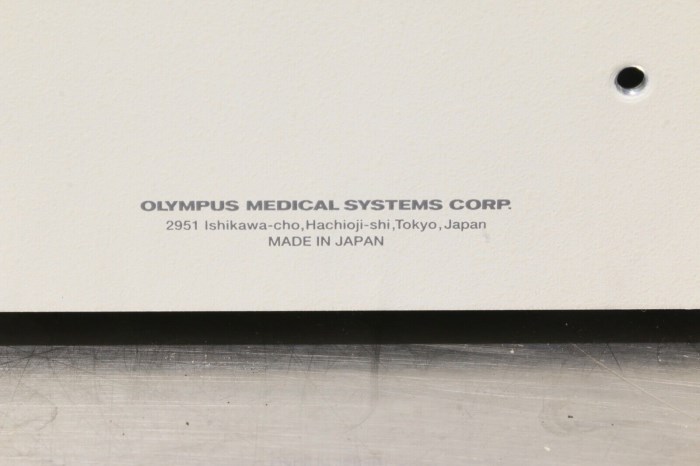 OLYMPUS MEDICAL SYSTEMS CORP.
2951 Ishikawa-cho,Hachioji-shi,Tokyo,Japan
MADE IN JAPAN